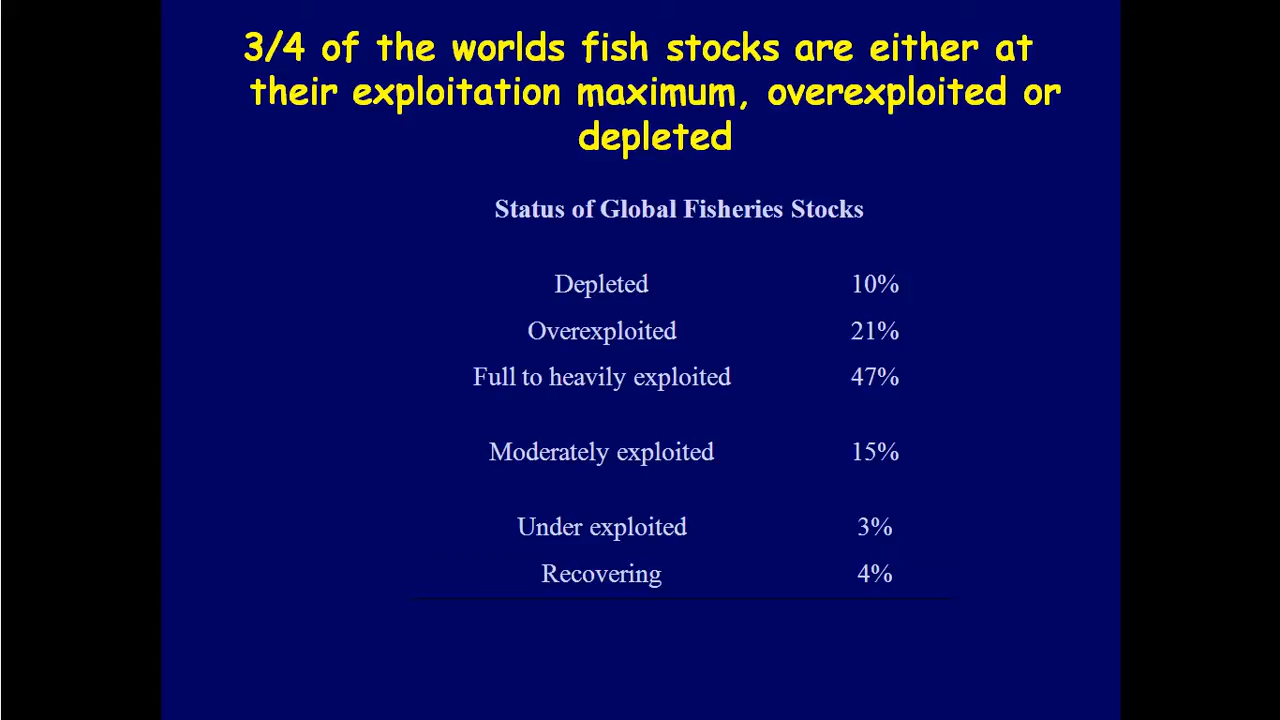 3/4 of the worlds fish stocks are either at
their exploitation maximum, overexploited or
depleted
Status of Global Fisheries Stocks
Depleted 10%
Overexploited 21%
Full to heavily exploited 47%
Moderately exploited 15%
Under exploited 3%
Recovering 4%